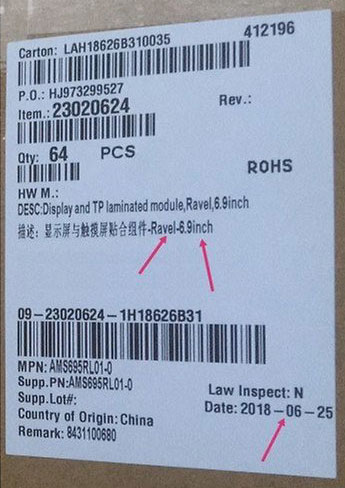 Carton: LAH18626B310035
412196
P.O.: HJ973299527
Item.: 23020624 Rev.:
Qty: 64 PCS
ROHS
HW M.:
DESC:Display and TP laminated module,Ravel,6.9inch
描述: 显示屏与触摸屏贴合组件-Ravel-6.9inch
09-23020624-1H18626B31
MPN: AMS695RL01-0
Supp.PN:AMS695RL01-0
Law Inspect: N
Supp.Lot#:
Date: 2018-06-25
Country of Origin: China
Remark: 8431100680